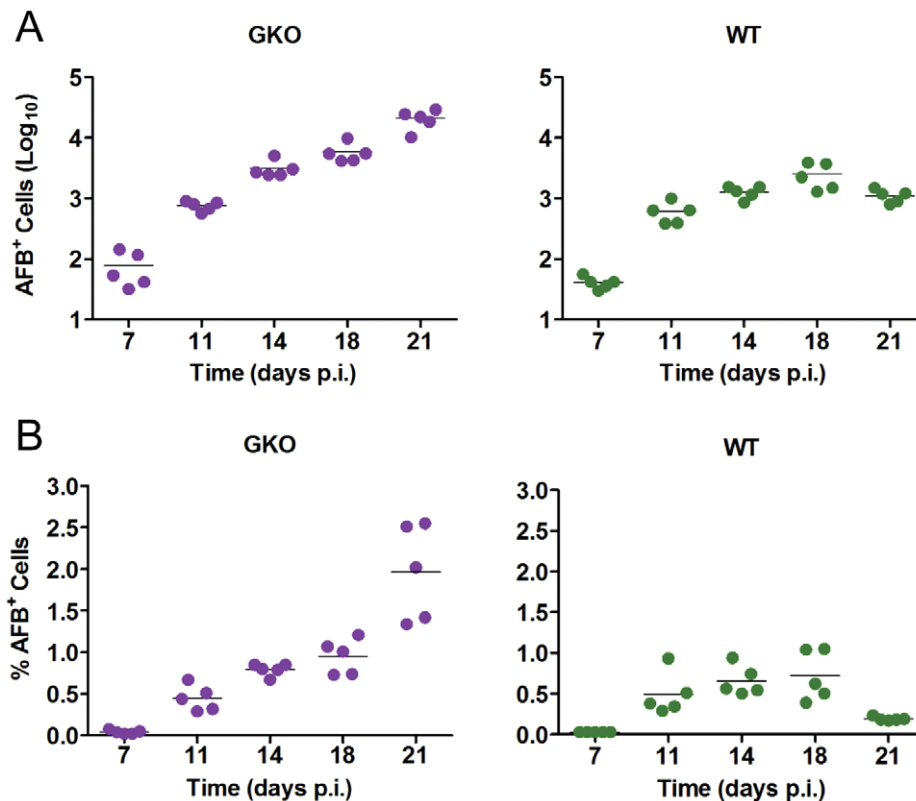 A
GKO
WT
AFB⁺ Cells (Log₁₀)
5
4
3
2
1
7 11 14 18 21
Time (days p.i.)
5
4
3
2
1
7 11 14 18 21
Time (days p.i.)
B
GKO
WT
% AFB⁺ Cells
3.0
2.5
2.0
1.5
1.0
0.5
0.0
7 11 14 18 21
Time (days p.i.)
3.0
2.5
2.0
1.5
1.0
0.5
0.0
7 11 14 18 21
Time (days p.i.)